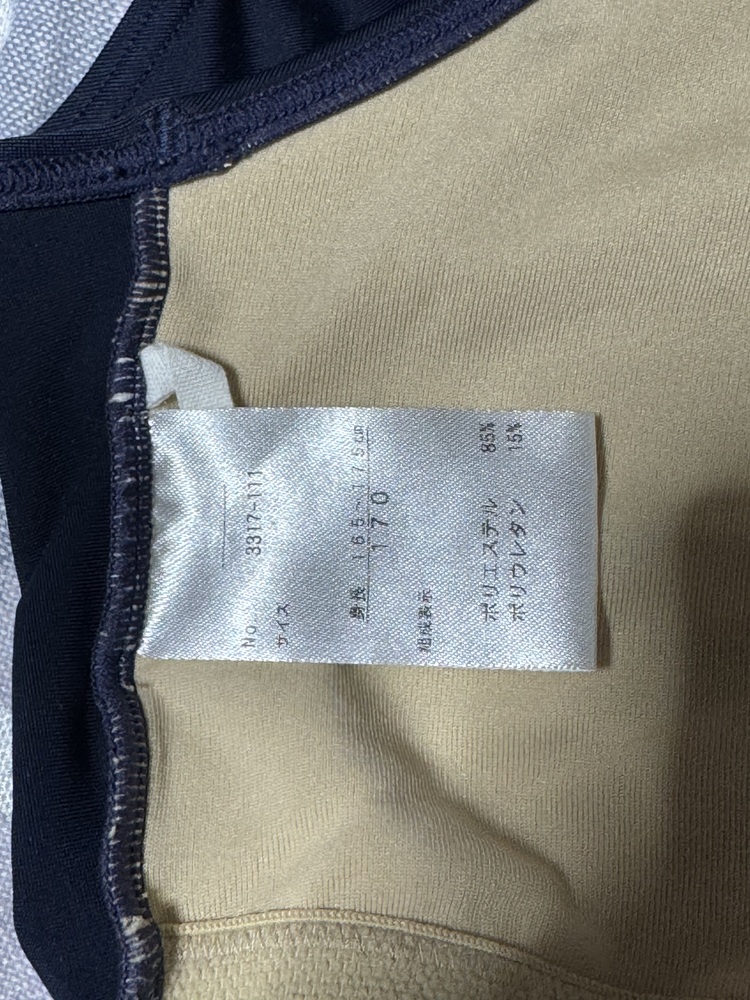 No 3317-111
サイズ
身長 165~175cm
170
組成表示
ポリエステル 85%
ポリウレタン 15%